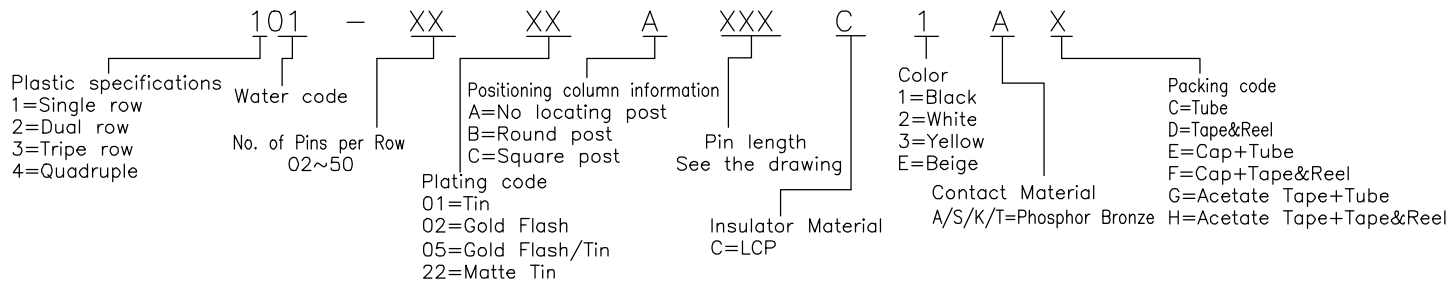 101 - XX XX A XXX C 1 A X
Plastic specifications
1=Single row
2=Dual row
3=Tripe row
4=Quadruple
Water code
No. of Pins per Row
02~50
Plating code
01=Tin
02=Gold Flash
05=Gold Flash/Tin
22=Matte Tin
Positioning column information
A=No locating post
B=Round post
C=Square post
Pin length
See the drawing
Insulator Material
C=LCP
Color
1=Black
2=White
3=Yellow
E=Beige
Contact Material
A/S/K/T=Phosphor Bronze
Packing code
C=Tube
D=Tape&Reel
E=Cap+Tube
F=Cap+Tape&Reel
G=Acetate Tape+Tube
H=Acetate Tape+Tape&Reel